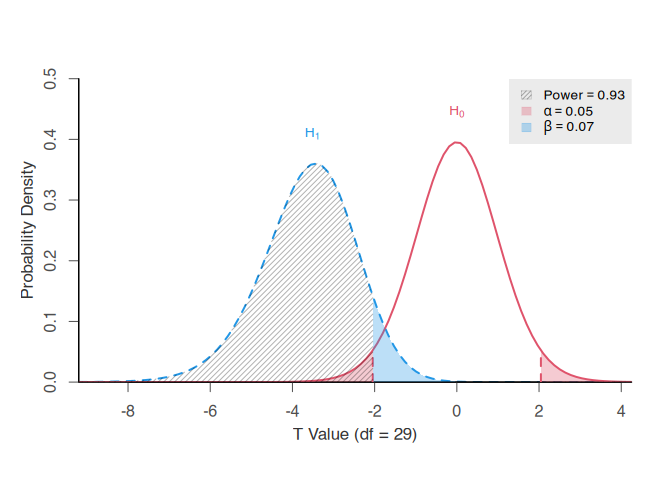 Power = 0.93
α = 0.05
β = 0.07
H₀
H₁
Probability Density
0.5
0.4
0.3
0.2
0.1
0.0
-8 -6 -4 -2 0 2 4
T Value (df = 29)